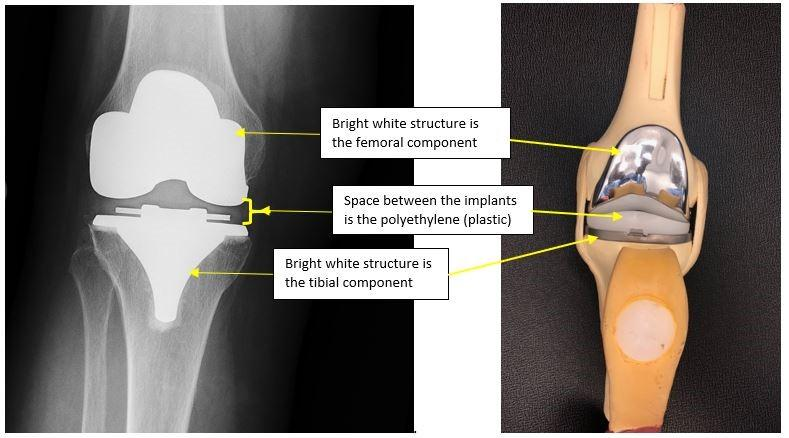 Bright white structure is
the femoral component
Space between the implants
is the polyethylene (plastic)
Bright white structure is
the tibial component